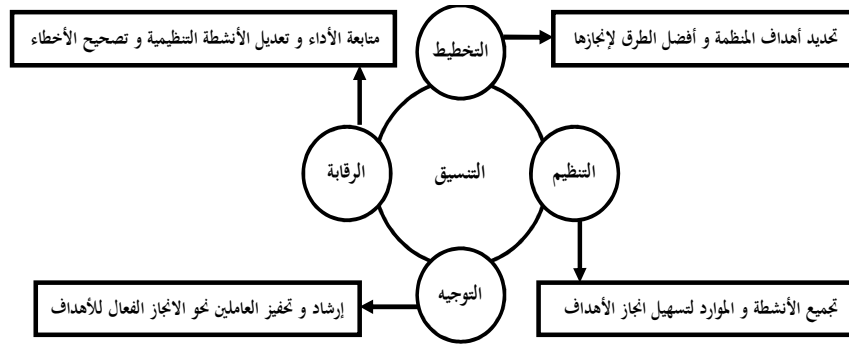 تحديد أهداف المنظمة و أفضل الطرق لإنجازها
التخطيط
متابعة الأداء و تعديل الأنشطة التنظيمية و تصحيح الأخطاء
التنظيم
التنسيق
الرقابة
تجميع الأنشطة و الموارد لتسهيل انجاز الأهداف
التوجيه
إرشاد و تحفيز العاملين نحو الانجاز الفعال للأهداف